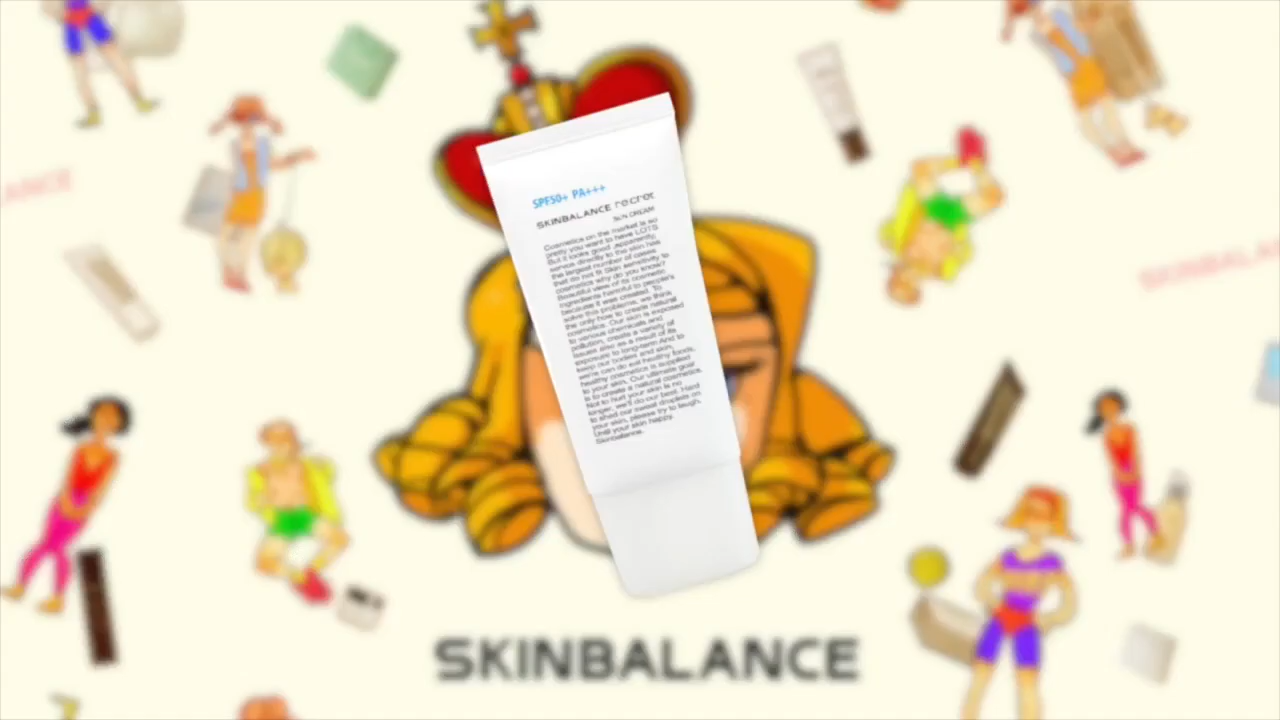 SPF50+ PA+++
SKINBALANCE recret
SUN CREAM
Cosmetics on the market is so
pretty you want to have LOTS.
But it looks good. Apparently,
serious directly to the skin has
the largest number of cases
that do not fit Skin sensitivity to
cosmetics why do you know?
Beautiful view of its cosmetic
ingredients harmful to people's
because it was created. To
solve this problems, we think
the only how to create natural
cosmetics. Our skin is exposed
to various chemicals and
pollution, create a variety of
issues also as a result of its
exposure to long-term And to
keep our bodies and skin,
we're can do eat healthy foods,
healthy cosmetics is supplied
to your skin. Our ultimate goal
is to create a natural cosmetics.
Not to hurt your skin is no
longer, we'll do our best. Hard
to shed our sweat droplets on
your skin, please try to laugh.
Until your skin happy.
Skinbalance.
ANCE
SKINBALA
SKINBALANCE